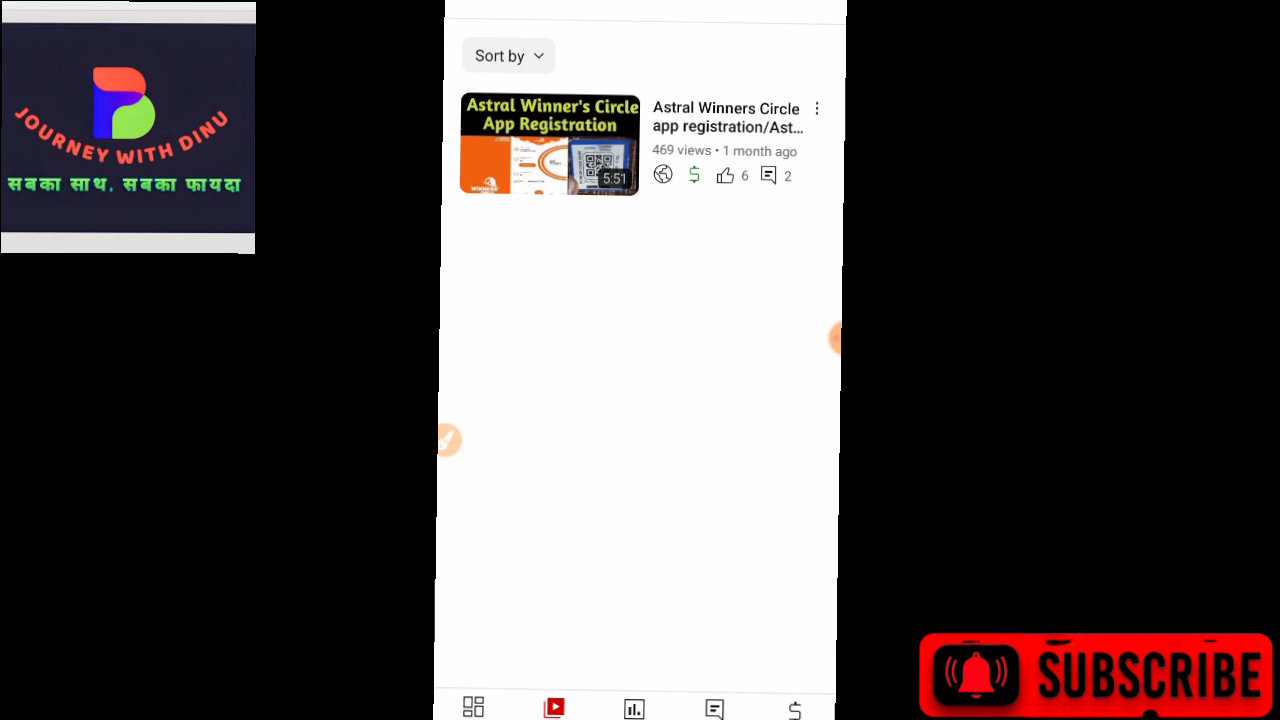 JOURNEY WITH DINU
सबका साथ, सबका फायदा
Sort by
Astral Winner's Circle
App Registration
WINNERS'
5:51
Astral Winners Circle
app registration/Ast...
469 views • 1 month ago
6
2
SUBSCRIBE